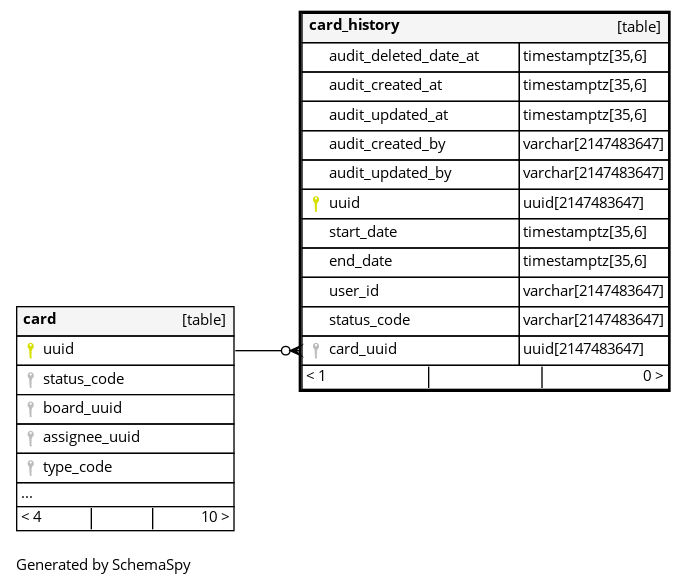 card_history [table]
audit_deleted_date_at timestamptz[35,6]
audit_created_at timestamptz[35,6]
audit_updated_at timestamptz[35,6]
audit_created_by varchar[2147483647]
audit_updated_by varchar[2147483647]
uuid uuid[2147483647]
start_date timestamptz[35,6]
end_date timestamptz[35,6]
user_id varchar[2147483647]
status_code varchar[2147483647]
card_uuid uuid[2147483647]
< 1 0 >
card [table]
uuid
status_code
board_uuid
assignee_uuid
type_code
...
< 4 10 >
Generated by SchemaSpy